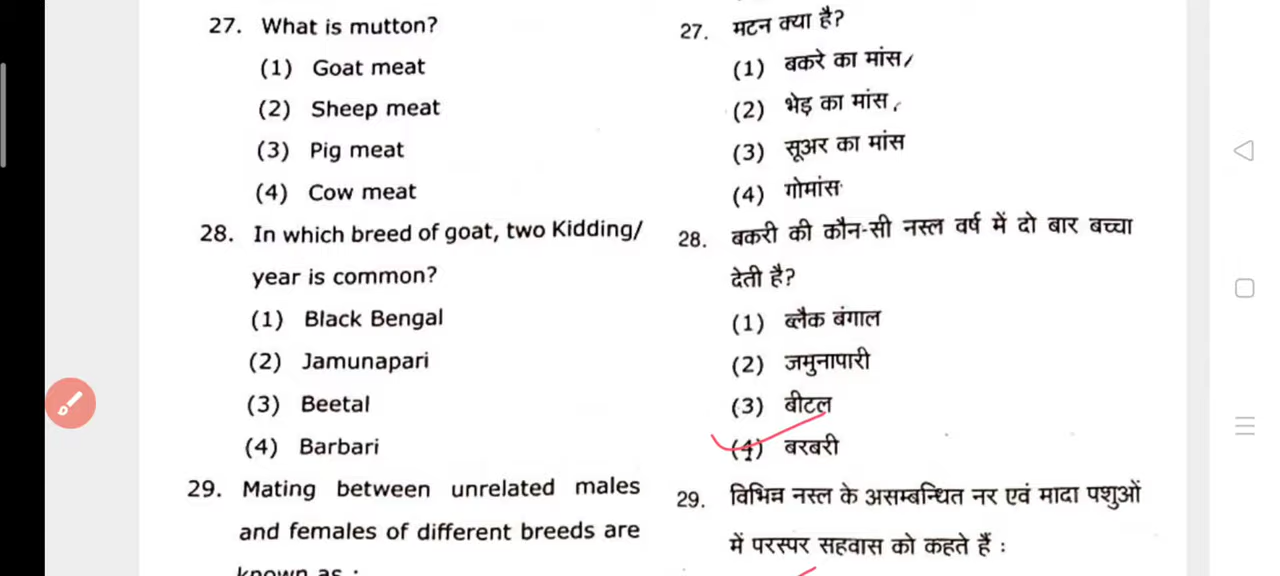 27. What is mutton?
(1) Goat meat
(2) Sheep meat
(3) Pig meat
(4) Cow meat
28. In which breed of goat, two Kidding/
year is common?
(1) Black Bengal
(2) Jamunapari
(3) Beetal
(4) Barbari
29. Mating between unrelated males
and females of different breeds are
known as :
27. मटन क्या है?
(1) बकरे का मांस
(2) भेड़ का मांस
(3) सूअर का मांस
(4) गोमांस
28. बकरी की कौन-सी नस्ल वर्ष में दो बार बच्चा
देती है?
(1) ब्लैक बंगाल
(2) जमुनापारी
(3) बीटल
(4) बरबरी
29. विभिन्न नस्ल के असम्बन्धित नर एवं मादा पशुओं
में परस्पर सहवास को कहते हैं :